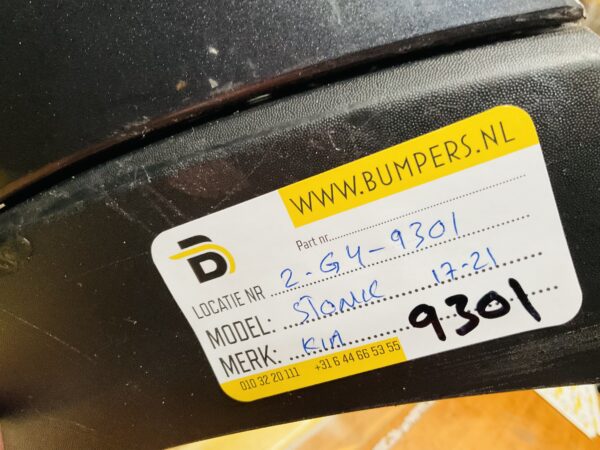 WWW.BUMPERS.NL
Part nr.
LOCATIE NR 2-G4-9301
MODEL: STONIC 17-21
MERK: KIA 9301
010 32 20 111 +31 6 44 66 53 55